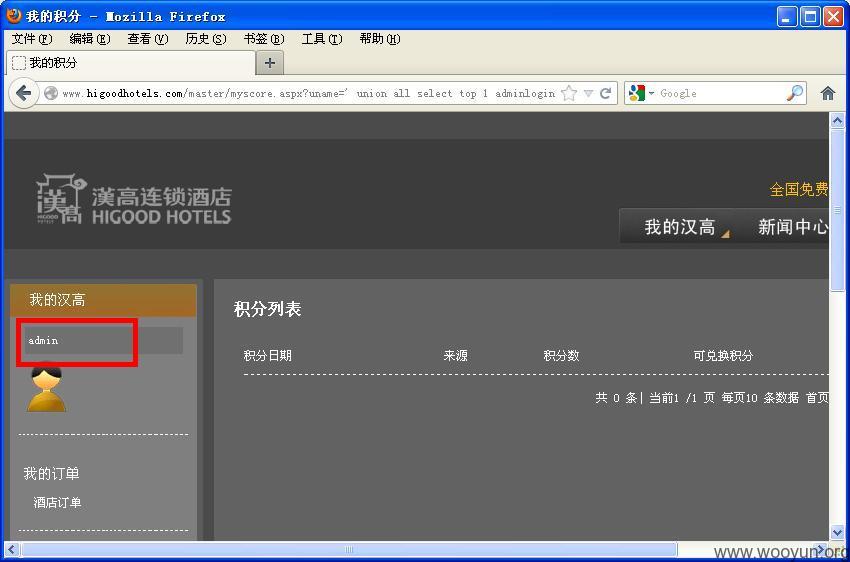 我的积分 - Mozilla Firefox
文件(F) 编辑(E) 查看(V) 历史(S) 书签(B) 工具(T) 帮助(H)
我的积分
www.higoodhotels.com/master/myscore.aspx?uname=' union all select top 1 adminlogin
Google
漢高
HIGOOD HOTELS
漢高连锁酒店
HIGOOD HOTELS
全国免费
我的汉高 新闻中心
我的汉高
admin
我的订单
酒店订单
积分列表
积分日期 来源 积分数 可兑换积分
共 0 条| 当前1 /1 页 每页10 条数据 首页
www.wooyun.org